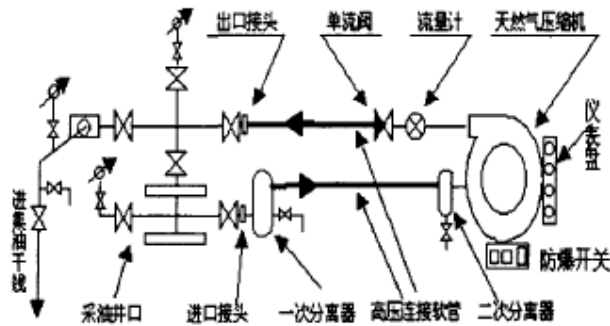 出口接头 单流阀 流量计 天然气压缩机
仪表盘
进集油干线
防爆开关
采油井口 进口接头 一次分离器 高压连接软管 二次分离器